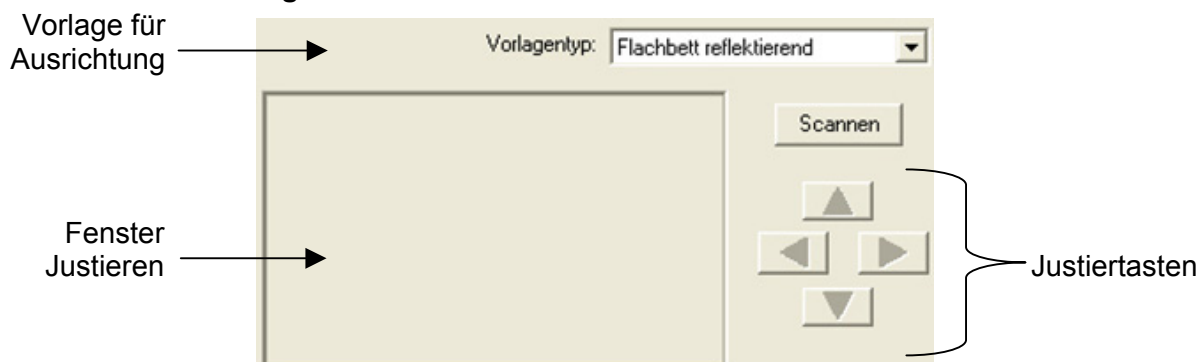 Vorlage für
Ausrichtung
Vorlagentyp: Flachbett reflektierend
Scannen
Fenster
Justieren
Justiertasten